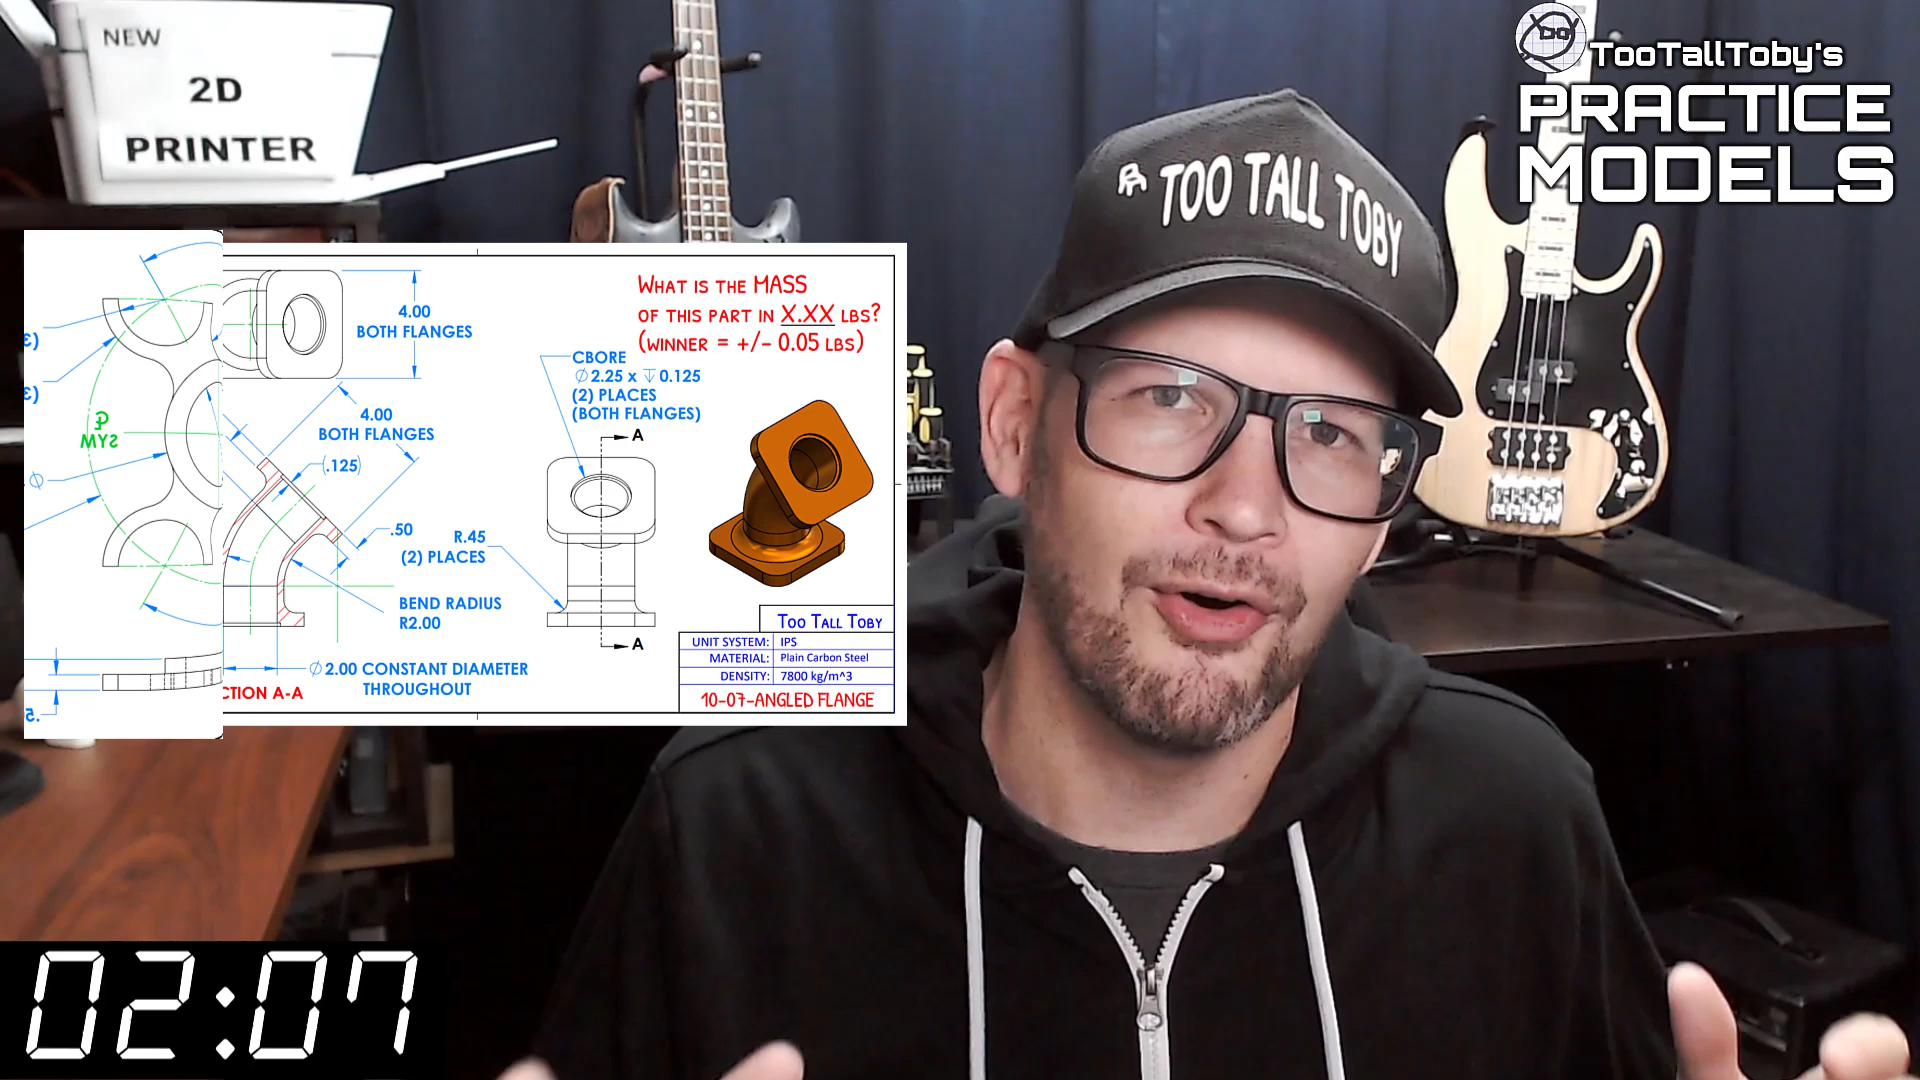 NEW
2D
PRINTER
TooTallToby's
PRACTICE
MODELS
TOO TALL TOBY
4.00
BOTH FLANGES
WHAT IS THE MASS
OF THIS PART IN X.XX LBS?
(WINNER = +/- 0.05 LBS)
CBORE
∅2.25 x ↧0.125
(2) PLACES
(BOTH FLANGES)
A
4.00
BOTH FLANGES
(.125)
SYM
.50
R.45
(2) PLACES
BEND RADIUS
R2.00
A
∅2.00 CONSTANT DIAMETER
THROUGHOUT
CTION A-A
TOO TALL TOBY
UNIT SYSTEM: IPS
MATERIAL: Plain Carbon Steel
DENSITY: 7800 kg/m^3
10-07-ANGLED FLANGE
02:07